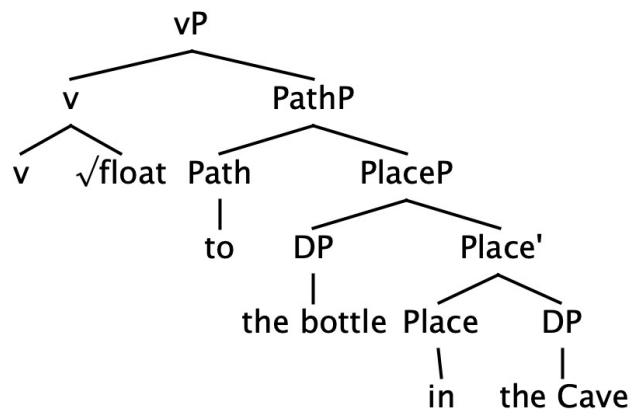 vP
v PathP
v √float Path PlaceP
to DP Place'
the bottle Place DP
in the Cave